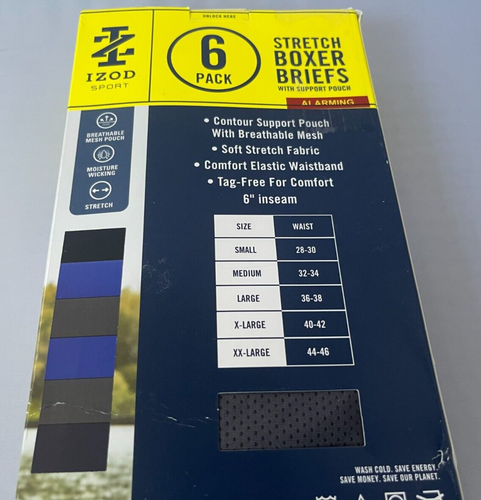 UNLOCK HERE
IZOD
SPORT
6
PACK
STRETCH
BOXER
BRIEFS
WITH SUPPORT POUCH
ALARMING
BREATHABLE
MESH POUCH
MOISTURE
WICKING
STRETCH
• Contour Support Pouch
With Breathable Mesh
• Soft Stretch Fabric
• Comfort Elastic Waistband
• Tag-Free For Comfort
6" inseam
SIZE WAIST
SMALL 28-30
MEDIUM 32-34
LARGE 36-38
X-LARGE 40-42
XX-LARGE 44-46
WASH COLD. SAVE ENERGY.
SAVE MONEY. SAVE OUR PLANET.